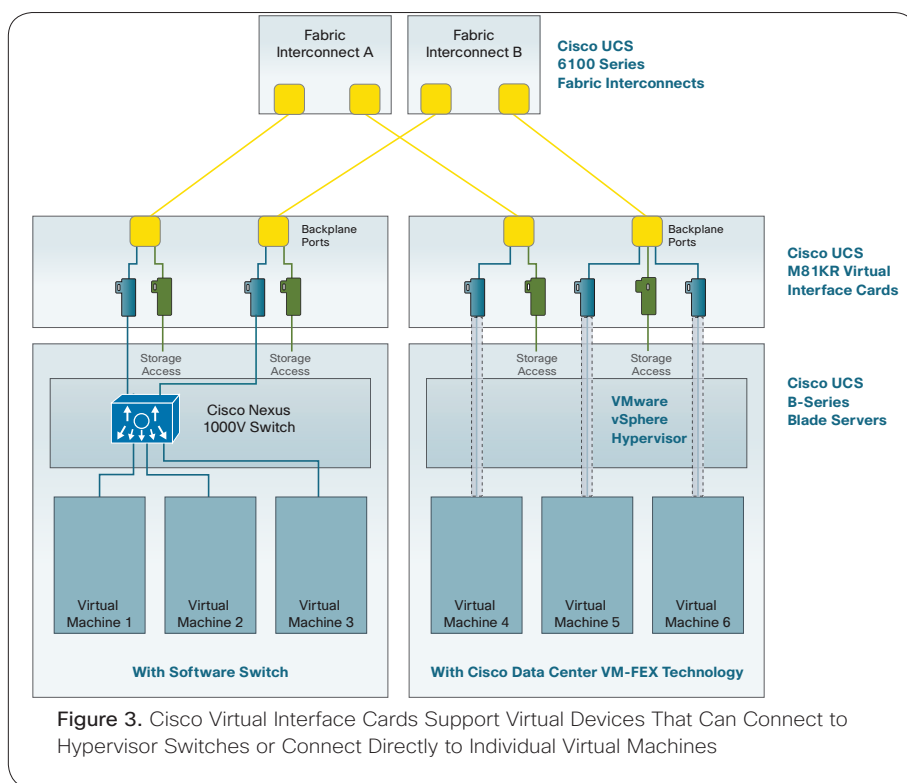 Fabric
Interconnect A
Fabric
Interconnect B
Cisco UCS
6100 Series
Fabric Interconnects
Backplane
Ports
Backplane
Ports
Cisco UCS
M81KR Virtual
Interface Cards
Storage
Access
Storage
Access
Storage
Access
Storage
Access
Cisco Nexus
1000V Switch
VMware
vSphere
Hypervisor
Cisco UCS
B-Series
Blade Servers
Virtual
Machine 1
Virtual
Machine 2
Virtual
Machine 3
Virtual
Machine 4
Virtual
Machine 5
Virtual
Machine 6
With Software Switch
With Cisco Data Center VM-FEX Technology
Figure 3. Cisco Virtual Interface Cards Support Virtual Devices That Can Connect to
Hypervisor Switches or Connect Directly to Individual Virtual Machines